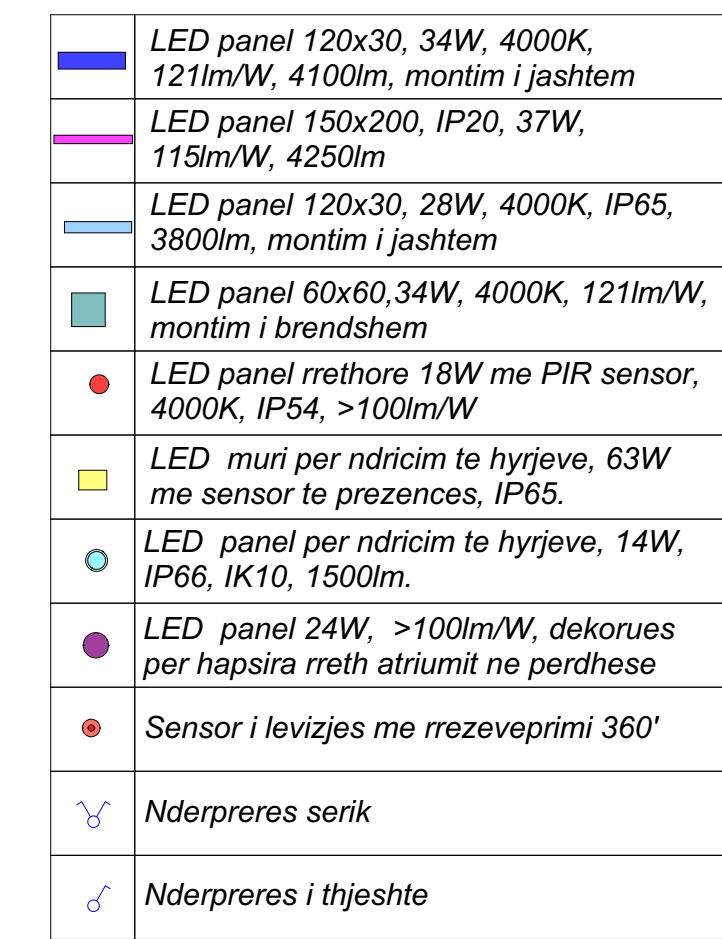 LED panel 120x30, 34W, 4000K,
121lm/W, 4100lm, montim i jashtem
LED panel 150x200, IP20, 37W,
115lm/W, 4250lm
LED panel 120x30, 28W, 4000K, IP65,
3800lm, montim i jashtem
LED panel 60x60,34W, 4000K, 121lm/W,
montim i brendshem
LED panel rrethore 18W me PIR sensor,
4000K, IP54, >100lm/W
LED muri per ndricim te hyrjeve, 63W
me sensor te prezences, IP65.
LED panel per ndricim te hyrjeve, 14W,
IP66, IK10, 1500lm.
LED panel 24W, >100lm/W, dekorues
per hapsira rreth atriumit ne perdhese
Sensor i levizjes me rrezeveprimi 360'
Nderpreres serik
Nderpreres i thjeshte